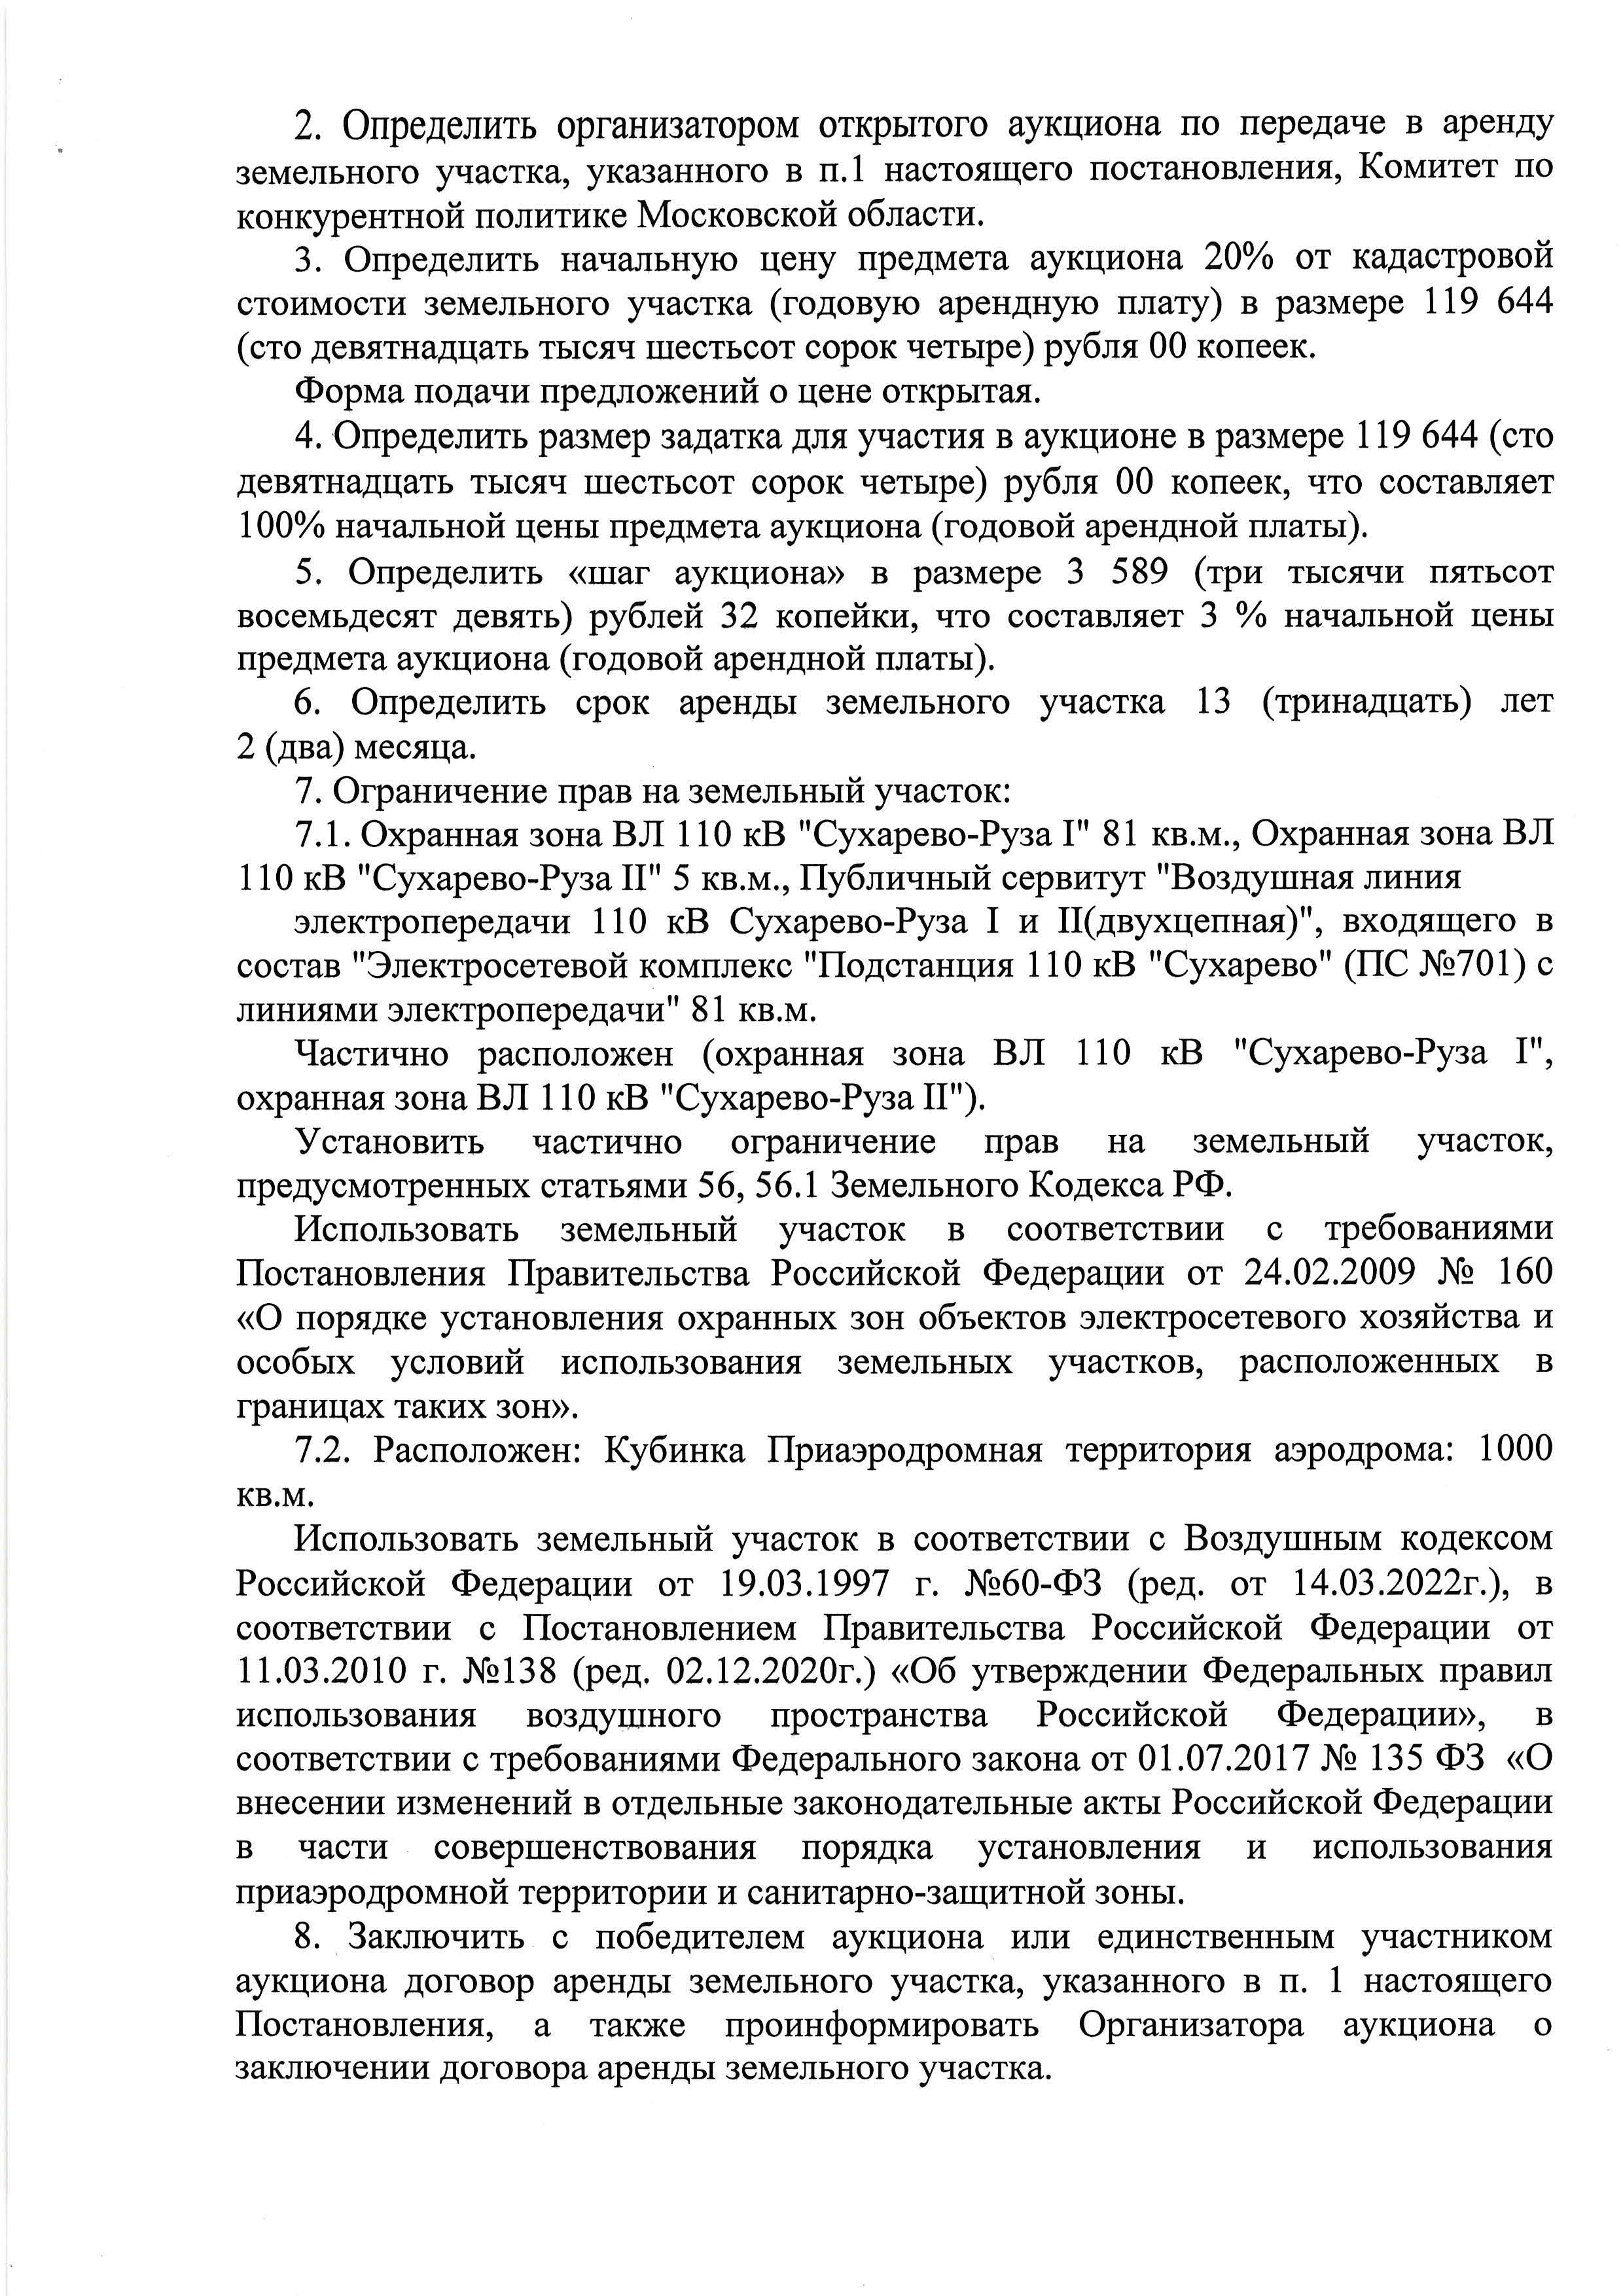 2. Определить организатором открытого аукциона по передаче в аренду
земельного участка, указанного в п.1 настоящего постановления, Комитет по
конкурентной политике Московской области.
3. Определить начальную цену предмета аукциона 20% от кадастровой
стоимости земельного участка (годовую арендную плату) в размере 119 644
(сто девятнадцать тысяч шестьсот сорок четыре) рубля 00 копеек.
Форма подачи предложений о цене открытая.
4. Определить размер задатка для участия в аукционе в размере 119 644 (сто
девятнадцать тысяч шестьсот сорок четыре) рубля 00 копеек, что составляет
100% начальной цены предмета аукциона (годовой арендной платы).
5. Определить «шаг аукциона» в размере 3 589 (три тысячи пятьсот
восемьдесят девять) рублей 32 копейки, что составляет 3 % начальной цены
предмета аукциона (годовой арендной платы).
6. Определить срок аренды земельного участка 13 (тринадцать) лет
2 (два) месяца.
7. Ограничение прав на земельный участок:
7.1. Охранная зона ВЛ 110 кВ "Сухарево-Руза I" 81 кв.м., Охранная зона ВЛ
110 кВ "Сухарево-Руза II" 5 кв.м., Публичный сервитут "Воздушная линия
электропередачи 110 кВ Сухарево-Руза I и II(двухцепная)", входящего в
состав "Электросетевой комплекс "Подстанция 110 кВ "Сухарево" (ПС №701) с
линиями электропередачи" 81 кв.м.
Частично расположен (охранная зона ВЛ 110 кВ "Сухарево-Руза I",
охранная зона ВЛ 110 кВ "Сухарево-Руза II").
Установить частично ограничение прав на земельный участок,
предусмотренных статьями 56, 56.1 Земельного Кодекса РФ.
Использовать земельный участок в соответствии с требованиями
Постановления Правительства Российской Федерации от 24.02.2009 № 160
«О порядке установления охранных зон объектов электросетевого хозяйства и
особых условий использования земельных участков, расположенных в
границах таких зон».
7.2. Расположен: Кубинка Приаэродромная территория аэродрома: 1000
кв.м.
Использовать земельный участок в соответствии с Воздушным кодексом
Российской Федерации от 19.03.1997 г. №60-ФЗ (ред. от 14.03.2022г.), в
соответствии с Постановлением Правительства Российской Федерации от
11.03.2010 г. №138 (ред. 02.12.2020г.) «Об утверждении Федеральных правил
использования воздушного пространства Российской Федерации», в
соответствии с требованиями Федерального закона от 01.07.2017 № 135 ФЗ «О
внесении изменений в отдельные законодательные акты Российской Федерации
в части совершенствования порядка установления и использования
приаэродромной территории и санитарно-защитной зоны.
8. Заключить с победителем аукциона или единственным участником
аукциона договор аренды земельного участка, указанного в п. 1 настоящего
Постановления, а также проинформировать Организатора аукциона о
заключении договора аренды земельного участка.